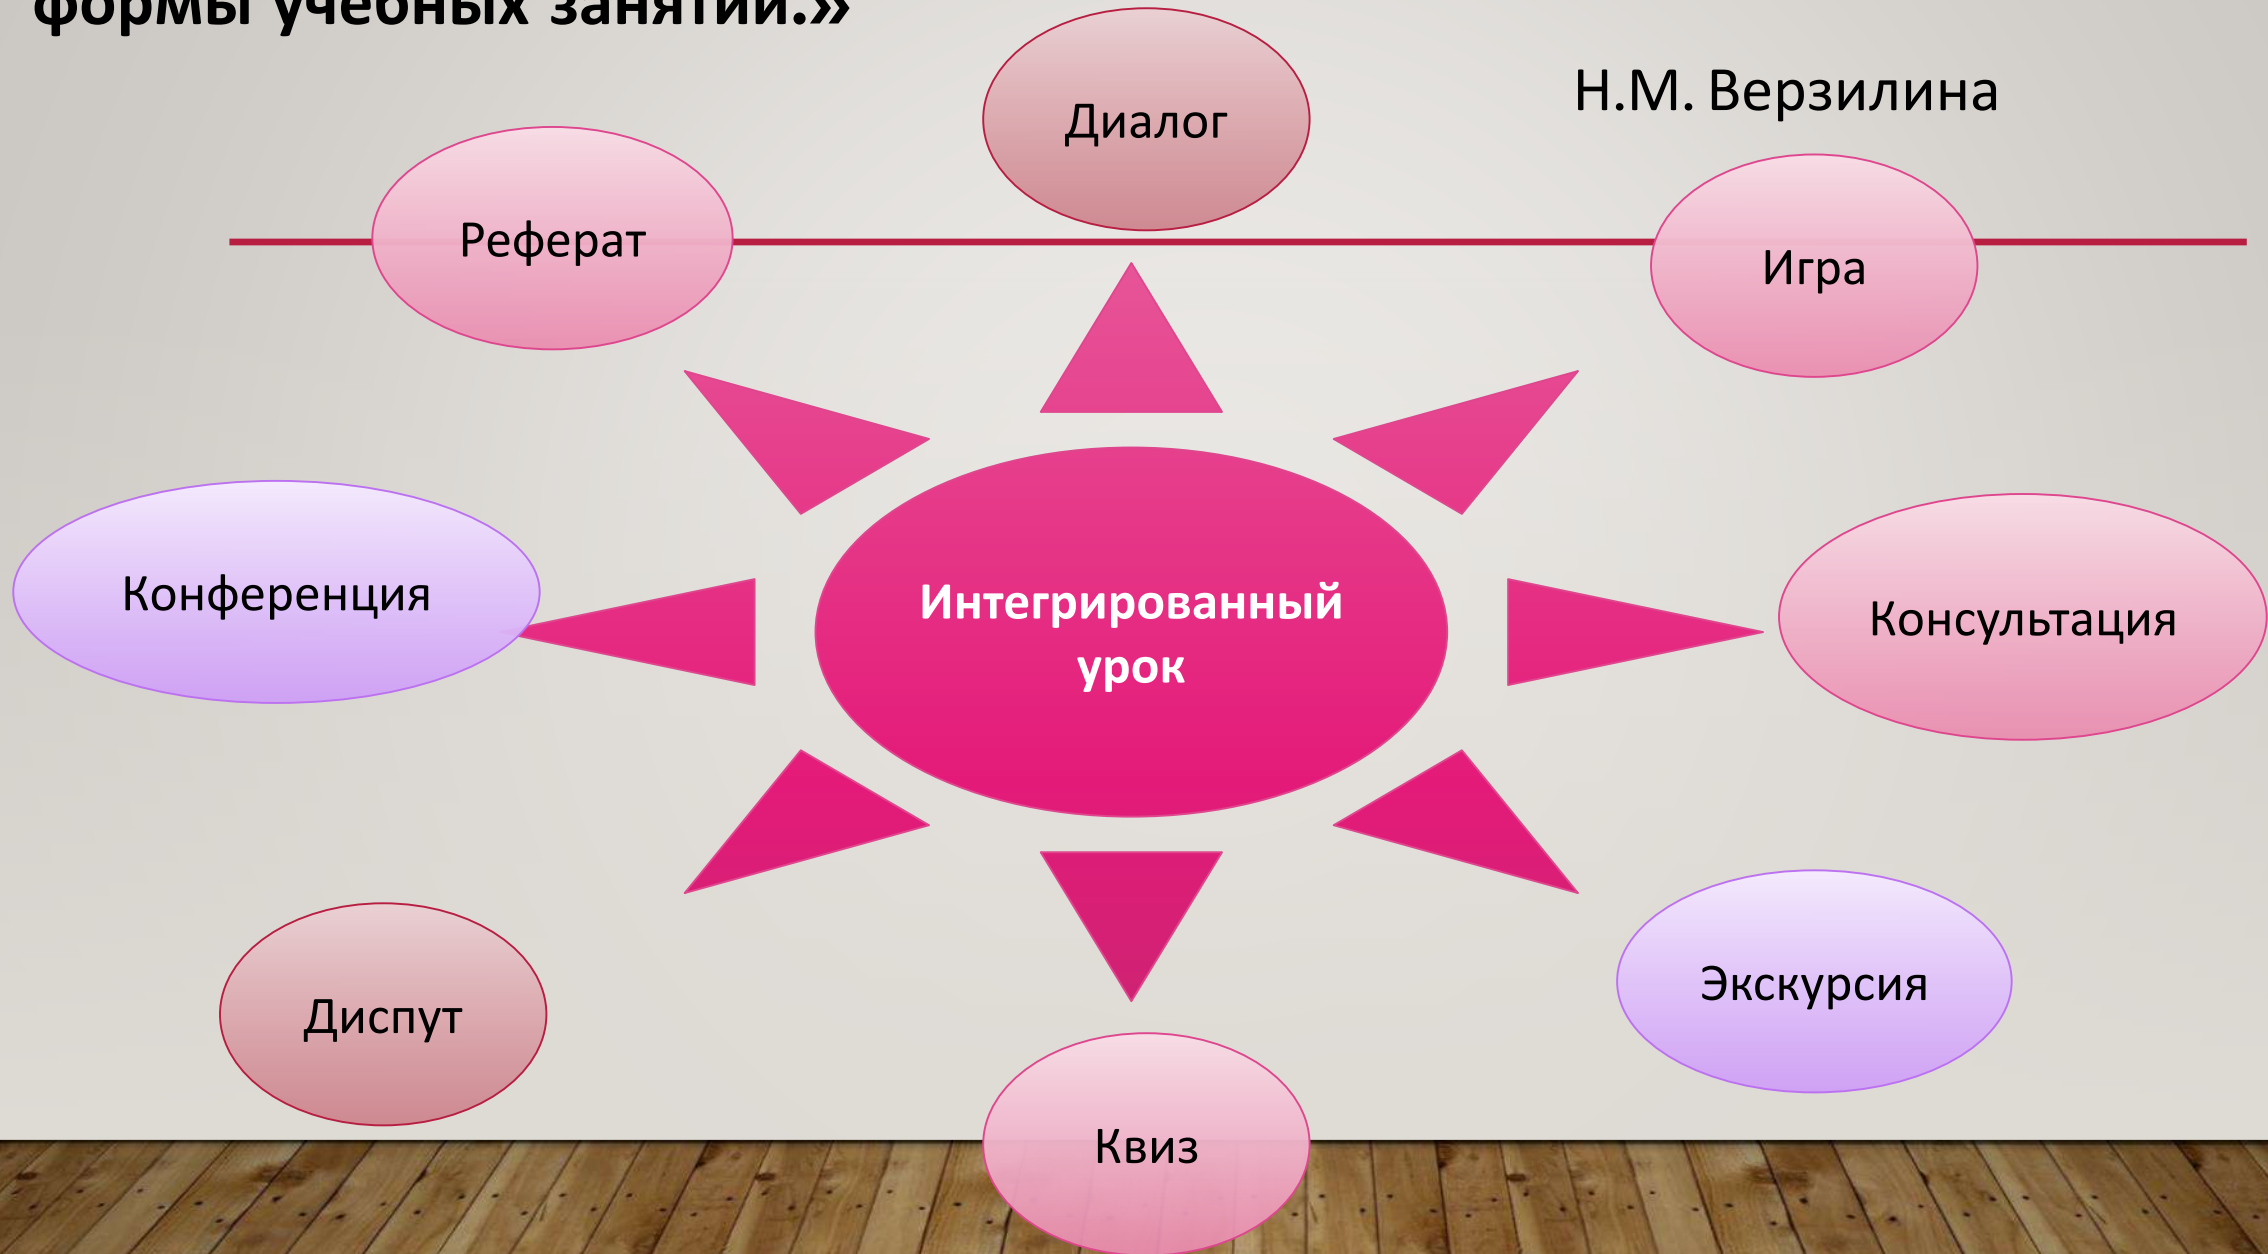 формы учебных занятий.»
Н.М. Верзилина
Диалог
Реферат
Игра
Конференция
Интегрированный
урок
Консультация
Диспут
Экскурсия
Квиз